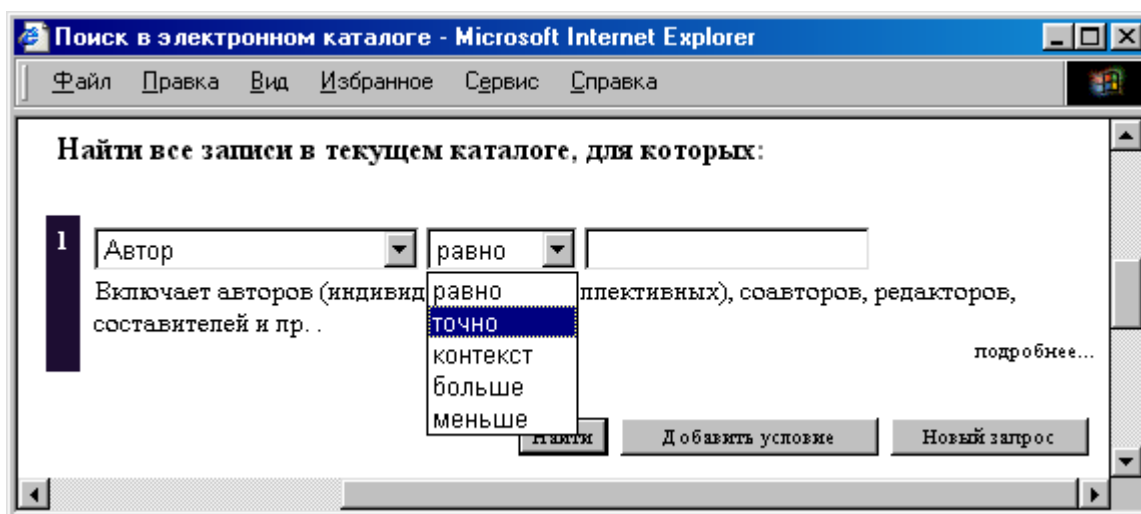 Поиск в электронном каталоге - Microsoft Internet Explorer
Файл Правка Вид Избранное Сервис Справка
Найти все записи в текущем каталоге, для которых:
1 Автор равно
Включает авторов (индивид равно ллективных), соавторов, редакторов,
составителей и пр. . точно
контекст подробнее...
больше
меньше
Найти Добавить условие Новый запрос